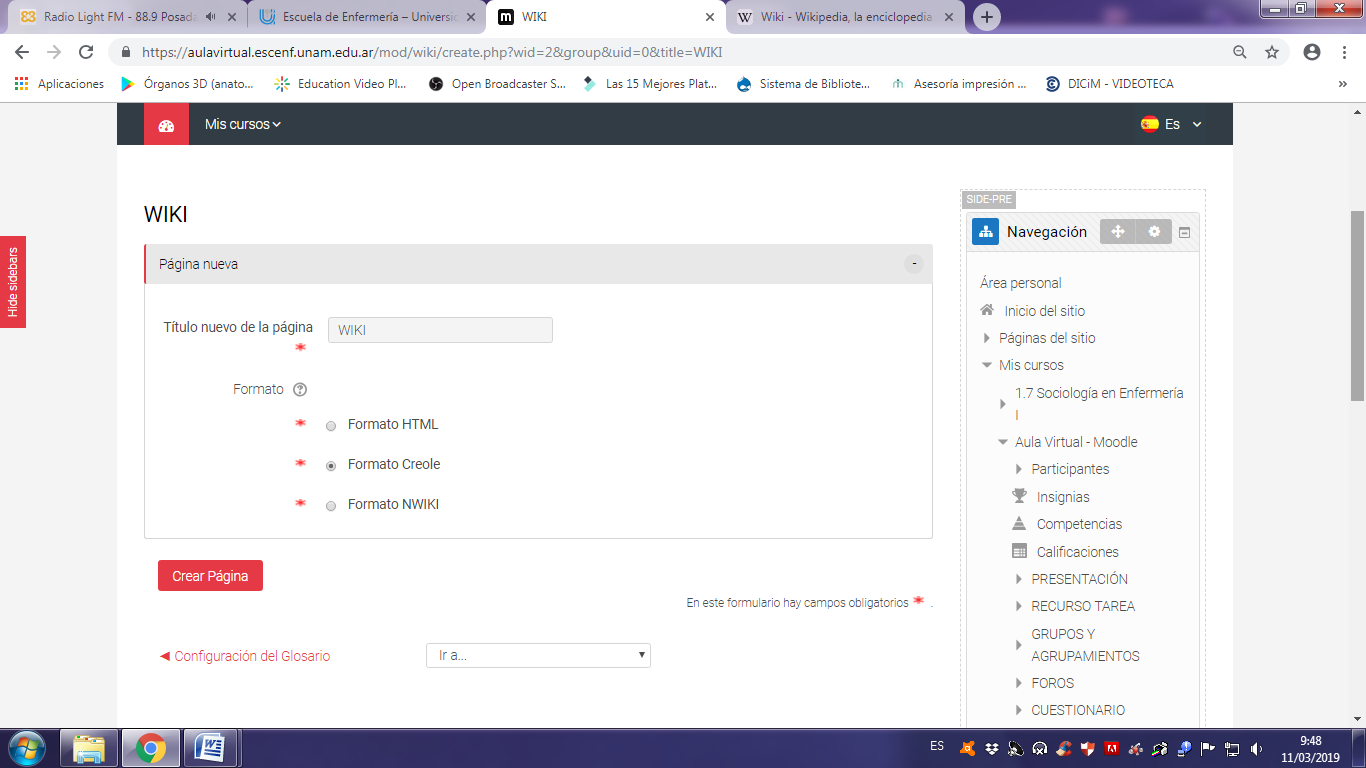 Radio Light FM - 88.9 Posada
Escuela de Enfermería – Universid
WIKI
Wiki - Wikipedia, la enciclopedia
https://aulavirtual.escenf.unam.edu.ar/mod/wiki/create.php?wid=2&group&uid=0&title=WIKI
Aplicaciones
Órganos 3D (anato...
Education Video Pl...
Open Broadcaster S...
Las 15 Mejores Plat...
Sistema de Bibliote...
Asesoría impresión ...
DICiM - VIDEOTECA
»
Mis cursos
Es
Hide sidebars
WIKI
Página nueva
-
Título nuevo de la página
WIKI
Formato
Formato HTML
Formato Creole
Formato NWIKI
Crear Página
En este formulario hay campos obligatorios * .
◄ Configuración del Glosario
Ir a...
SIDE-PRE
Navegación
Área personal
Inicio del sitio
Páginas del sitio
Mis cursos
1.7 Sociología en Enfermería
I
Aula Virtual - Moodle
Participantes
Insignias
Competencias
Calificaciones
PRESENTACIÓN
RECURSO TAREA
GRUPOS Y
AGRUPAMIENTOS
FOROS
CUESTIONARIO
ES
9:48
11/03/2019